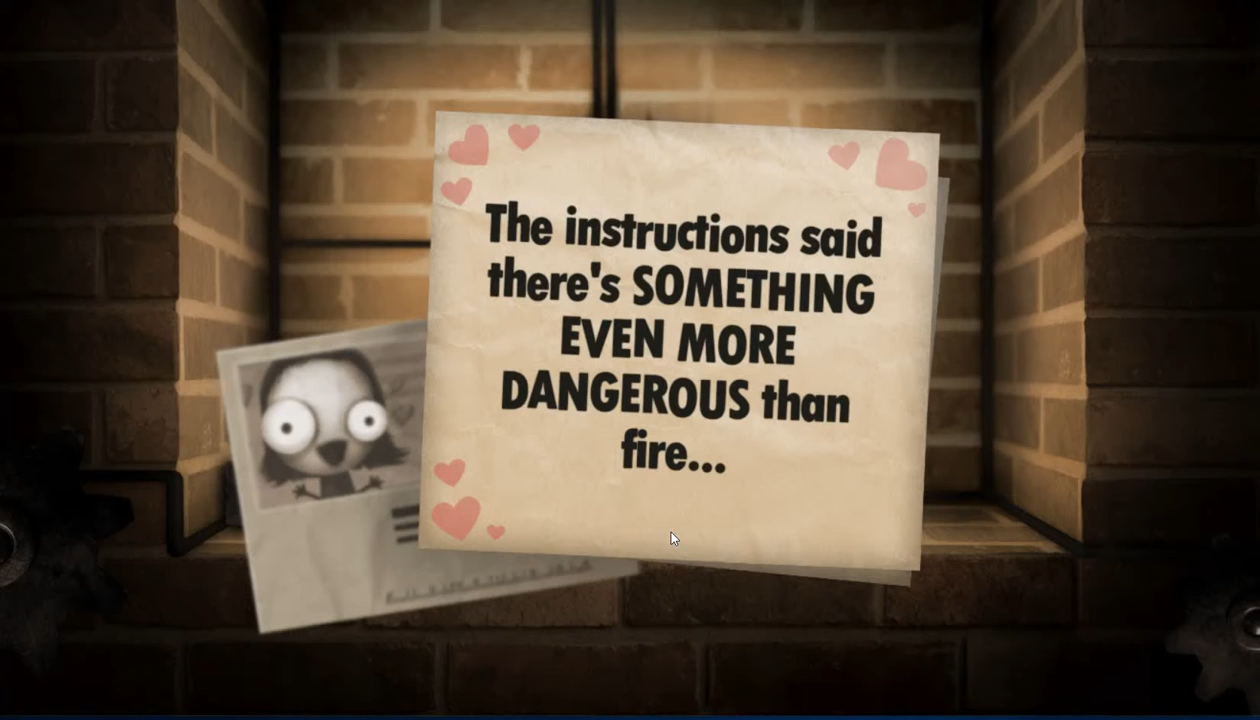 The instructions said
there's SOMETHING
EVEN MORE
DANGEROUS than
fire...